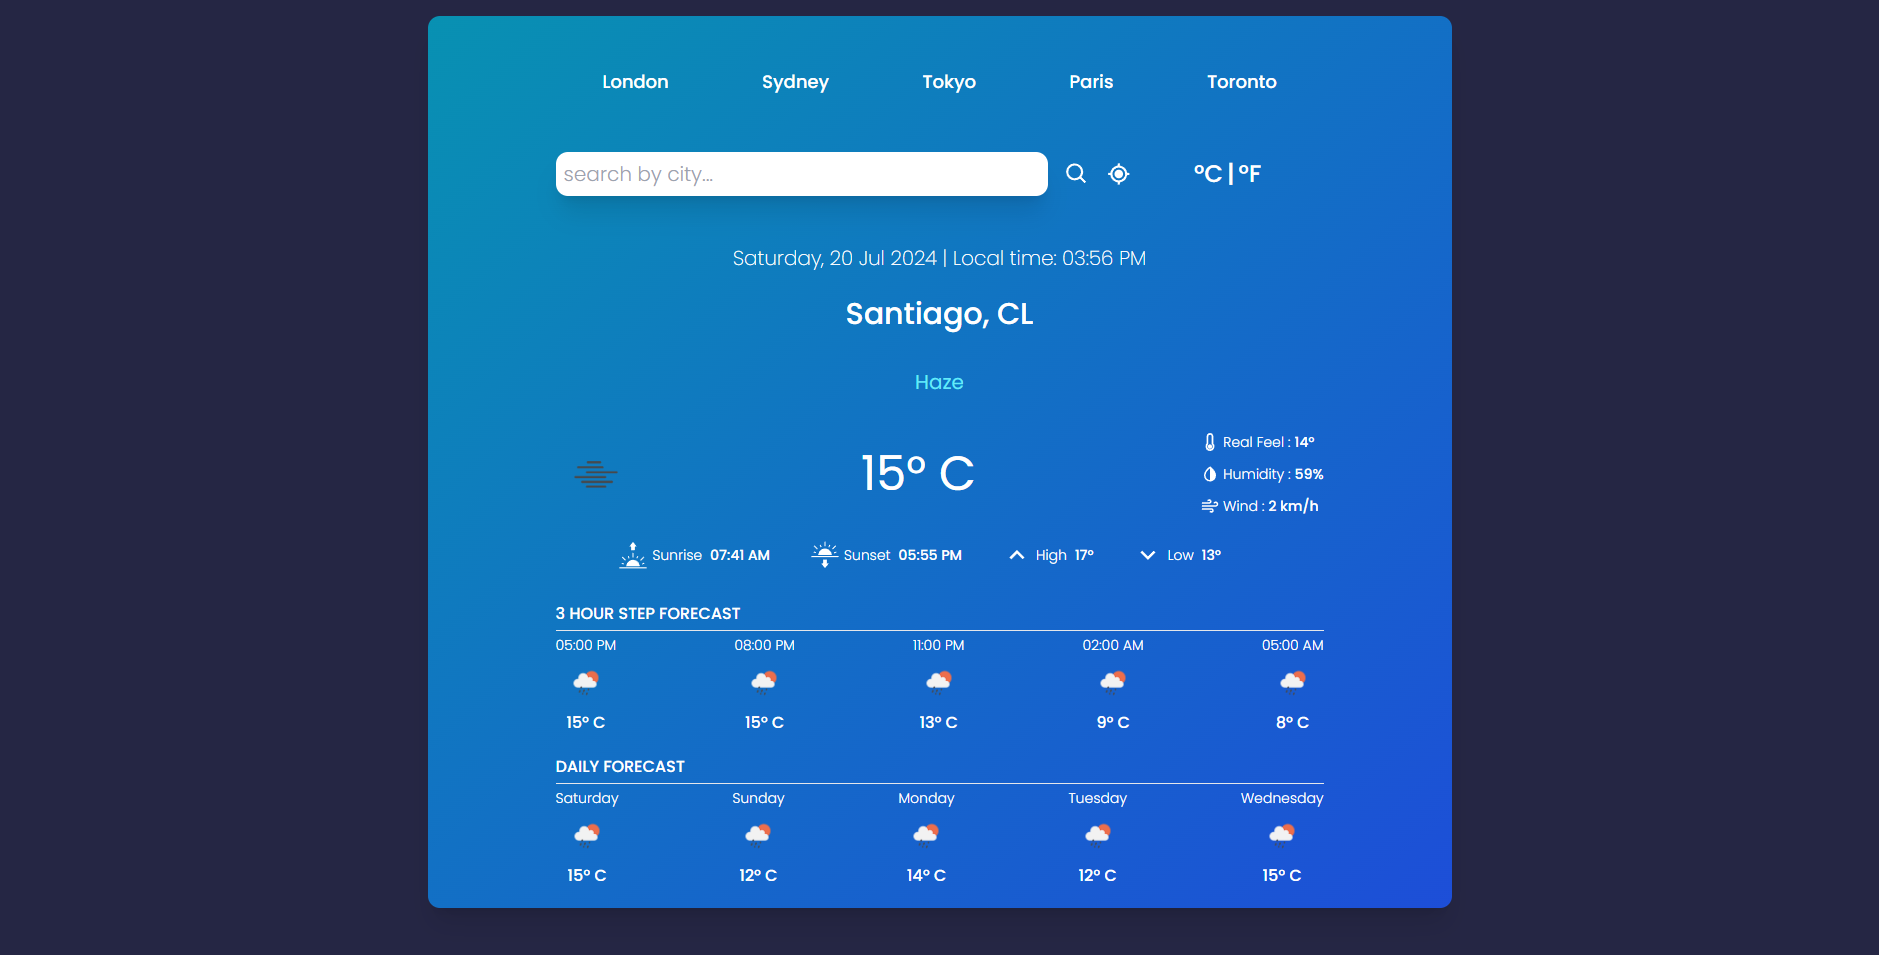 London Sydney Tokyo Paris Toronto
search by city... °C | °F
Saturday, 20 Jul 2024 | Local time: 03:56 PM
Santiago, CL
Haze
Real Feel : 14°
15° C
Humidity : 59%
Wind : 2 km/h
Sunrise 07:41 AM Sunset 05:55 PM High 17° Low 13°
3 HOUR STEP FORECAST
05:00 PM 08:00 PM 11:00 PM 02:00 AM 05:00 AM
15° C 15° C 13° C 9° C 8° C
DAILY FORECAST
Saturday Sunday Monday Tuesday Wednesday
15° C 12° C 14° C 12° C 15° C